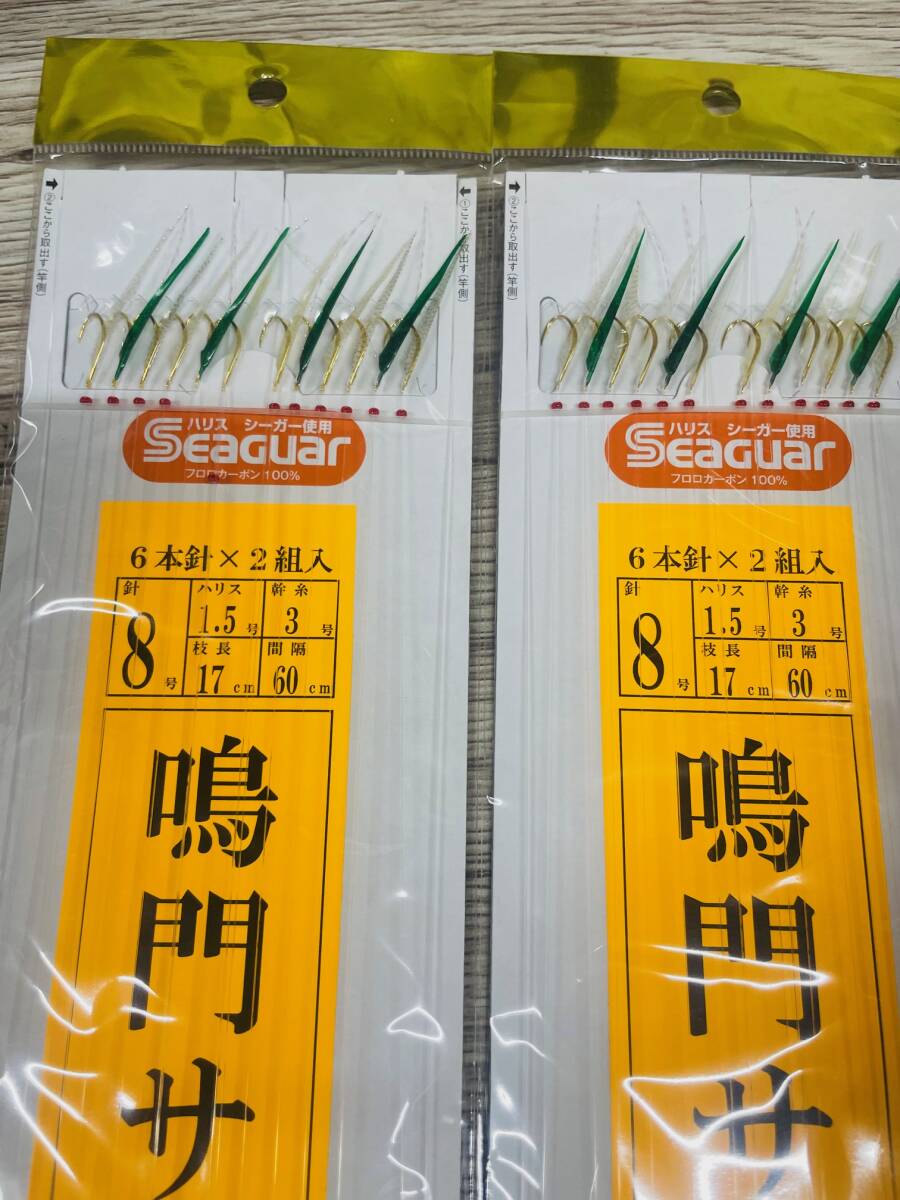 ②ここから取出す(竿側)
①ここから取出す(竿側)
ハリス シーガー使用
SEAGUAR
フロロカーボン100%
6本針×2組入
針 8号
ハリス 1.5号
幹糸 3号
枝長 17cm
間隔 60cm
鳴門サ
②ここから取出す(竿側)
ハリス シーガー使用
SEAGUAR
フロロカーボン100%
6本針×2組入
針 8号
ハリス 1.5号
幹糸 3号
枝長 17cm
間隔 60cm
鳴門サ